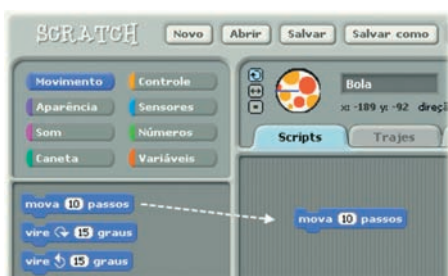 SCRATCH Novo Abrir Salvar Salvar como
Movimento Controle
Aparência Sensores
Som Números
Caneta Variáveis
Bola
x: -189 y: -92 direçã
Scripts Trajes
mova 10 passos
vire 15 graus
vire 15 graus
mova 10 passos